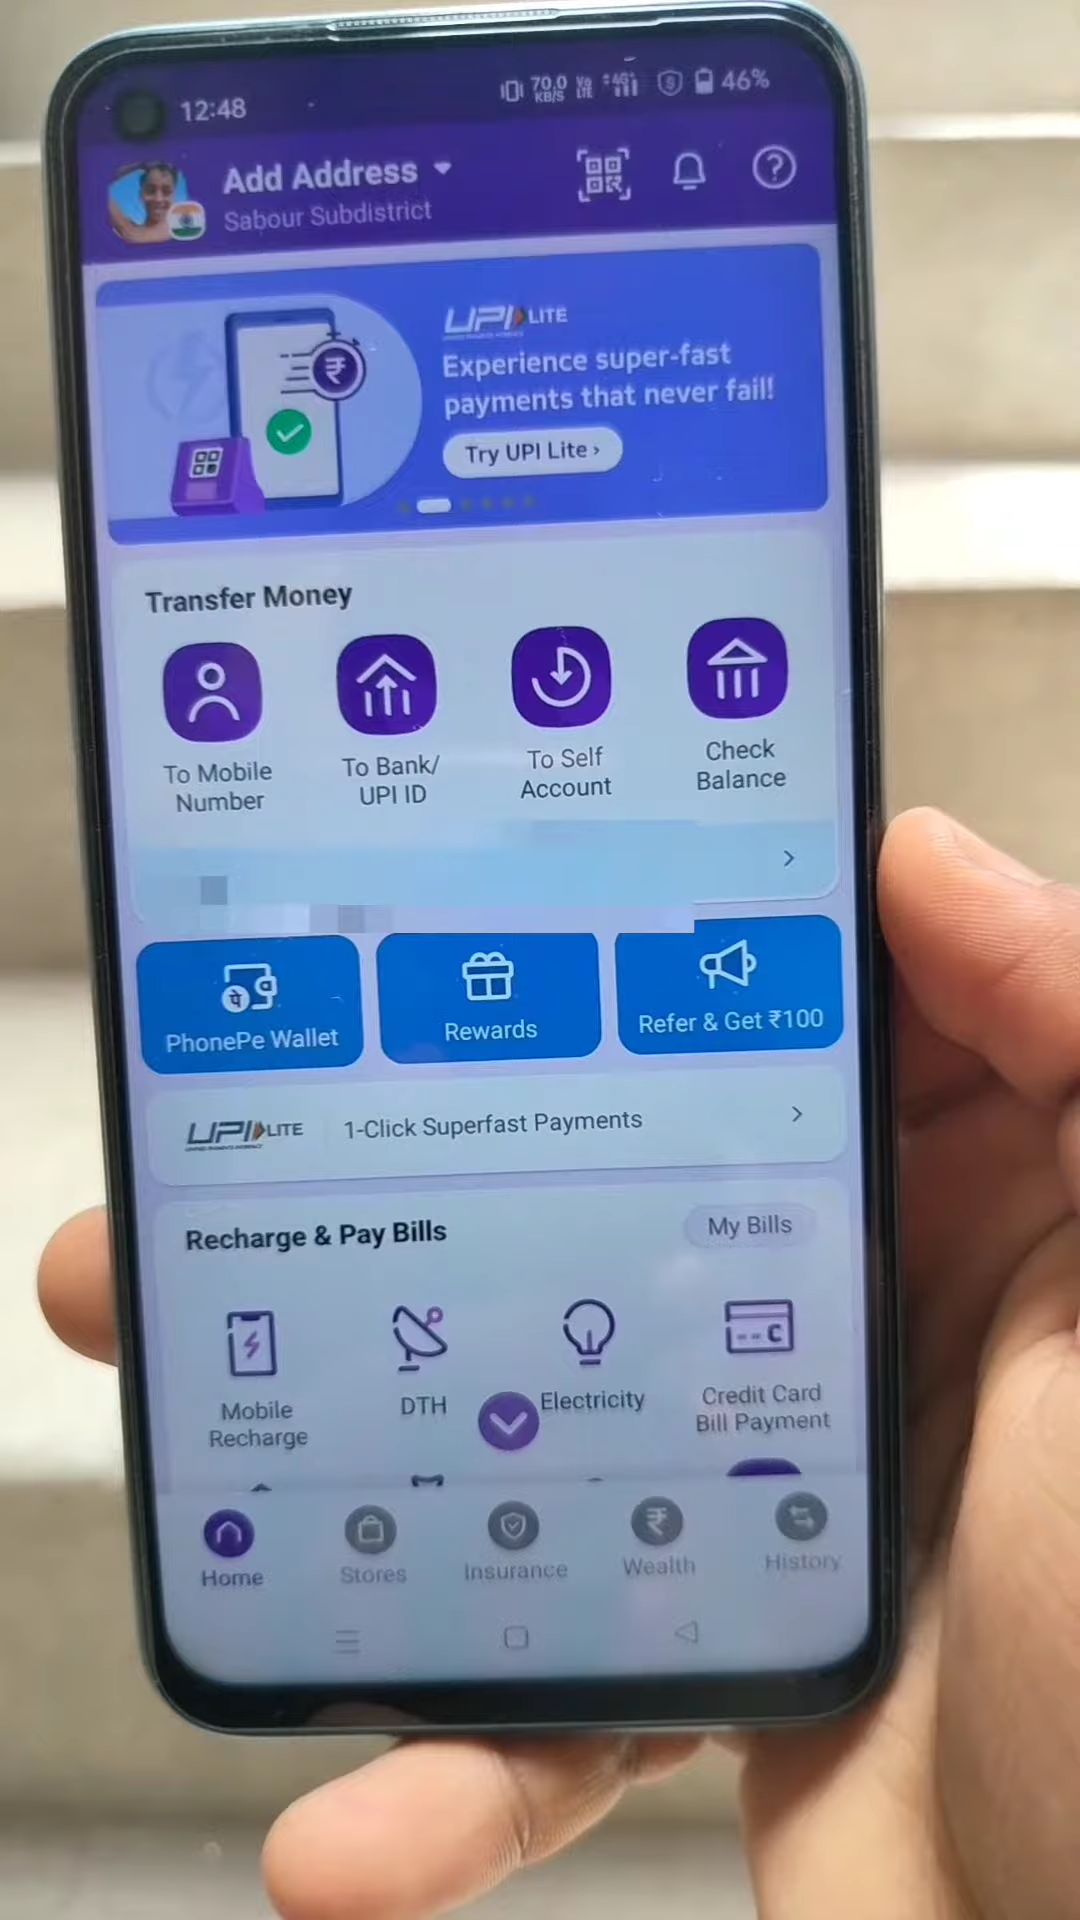 12:48
70.0
KB/S
Vo
LTE
4G+
46%
Add Address
Sabour Subdistrict
UPI LITE
Experience super-fast
payments that never fail!
Try UPI Lite ›
Transfer Money
To Mobile
Number
To Bank/
UPI ID
To Self
Account
Check
Balance
पे
PhonePe Wallet
Rewards
Refer & Get ₹100
UPI LITE
1-Click Superfast Payments
Recharge & Pay Bills
My Bills
Mobile
Recharge
DTH
Electricity
Credit Card
Bill Payment
Home
Stores
Insurance
Wealth
History